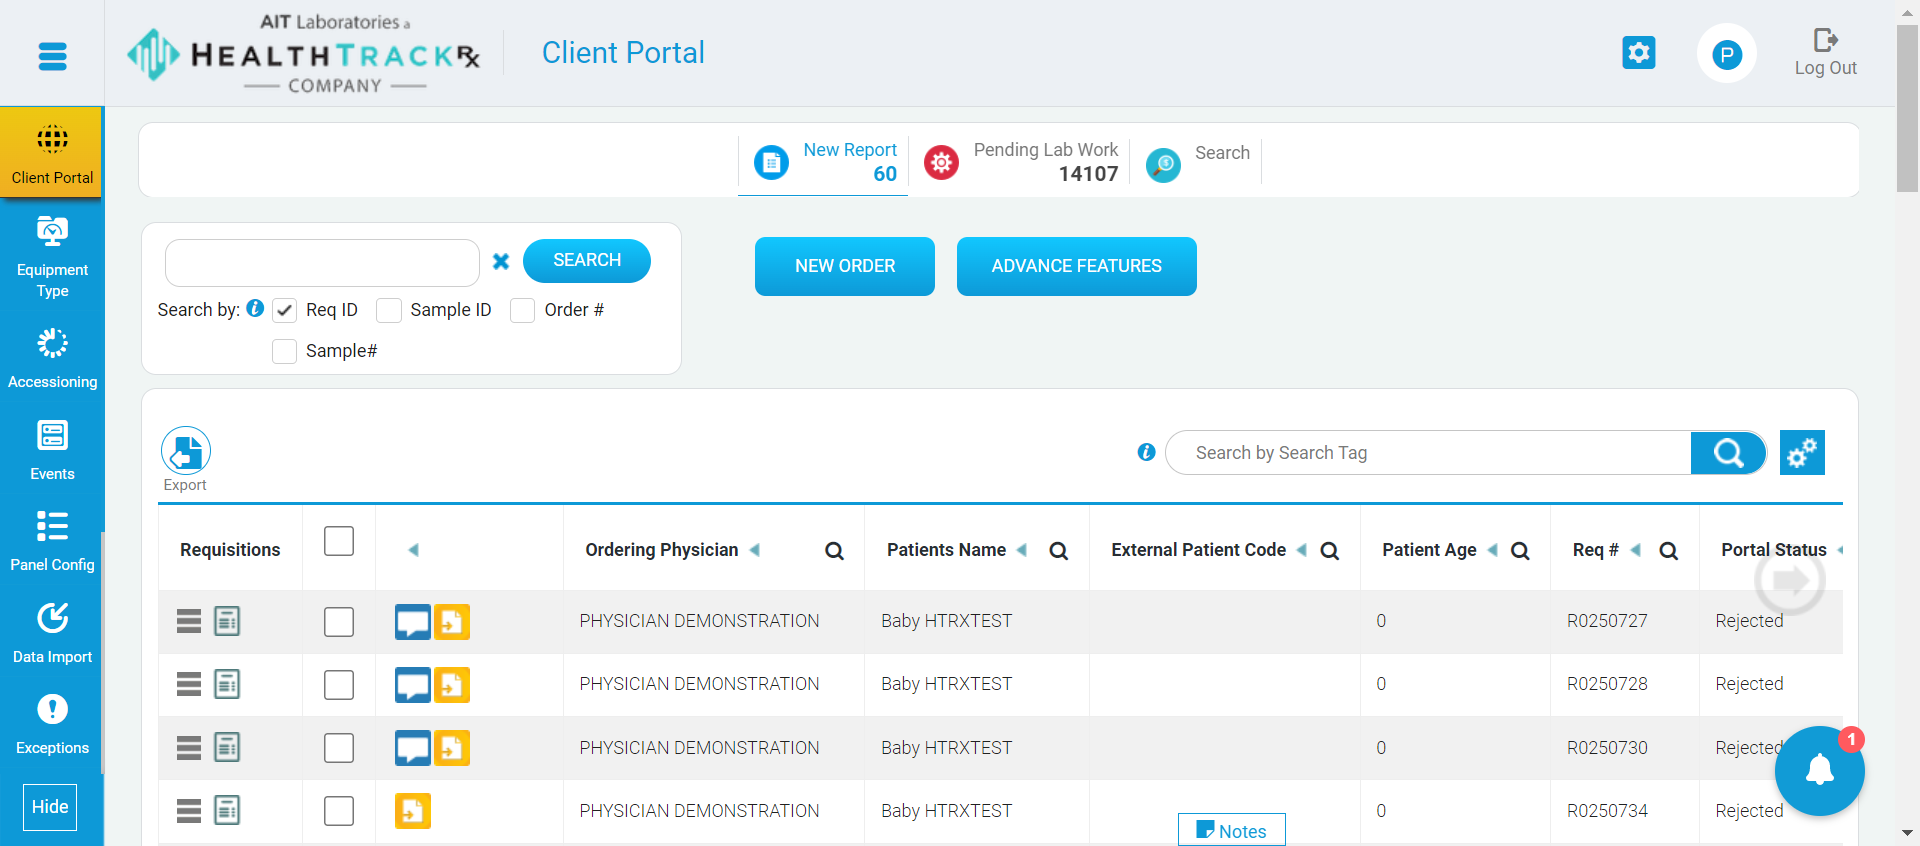 AIT Laboratories a
HEALTHTRACKRx
COMPANY
Client Portal
P
Log Out
Client Portal
Equipment
Type
Accessioning
Events
Panel Config
Data Import
Exceptions
Hide
New Report
60
Pending Lab Work
14107
Search
SEARCH
Search by: i Req ID Sample ID Order #
Sample#
NEW ORDER
ADVANCE FEATURES
Export
i Search by Search Tag
Requisitions Ordering Physician Patients Name External Patient Code Patient Age Req # Portal Status
PHYSICIAN DEMONSTRATION Baby HTRXTEST 0 R0250727 Rejected
PHYSICIAN DEMONSTRATION Baby HTRXTEST 0 R0250728 Rejected
PHYSICIAN DEMONSTRATION Baby HTRXTEST 0 R0250730 Rejected
PHYSICIAN DEMONSTRATION Baby HTRXTEST 0 R0250734 Rejected
1
Notes